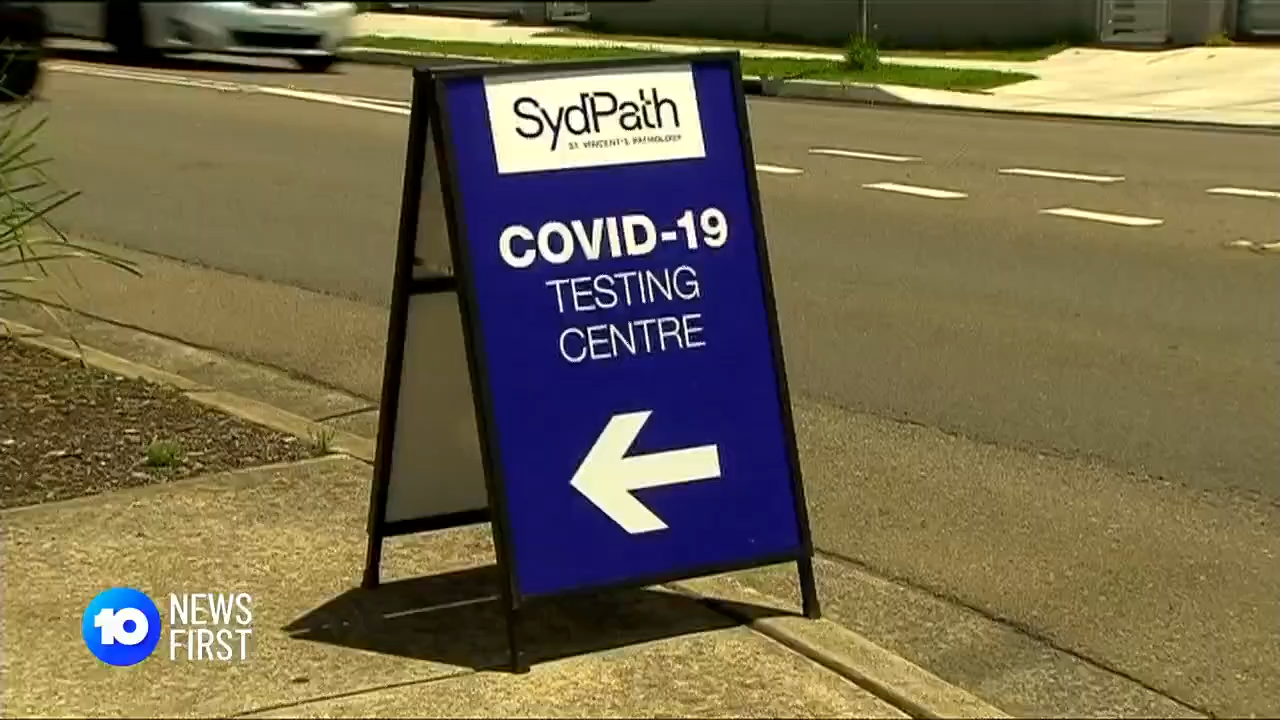 SydPath
ST. VINCENT'S PATHOLOGY
COVID-19
TESTING
CENTRE
10 NEWS
FIRST